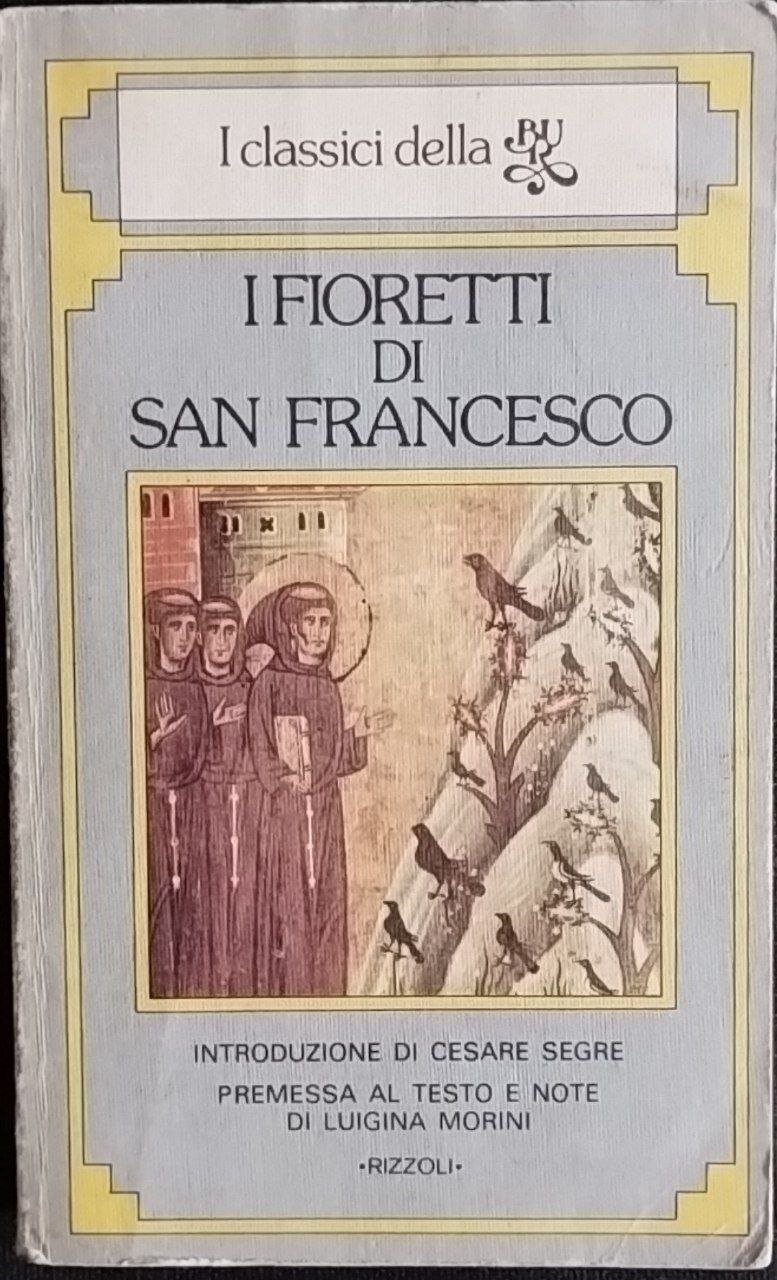 I classici della BUR
I FIORETTI
DI
SAN FRANCESCO
INTRODUZIONE DI CESARE SEGRE
PREMESSA AL TESTO E NOTE
DI LUIGINA MORINI
•RIZZOLI•